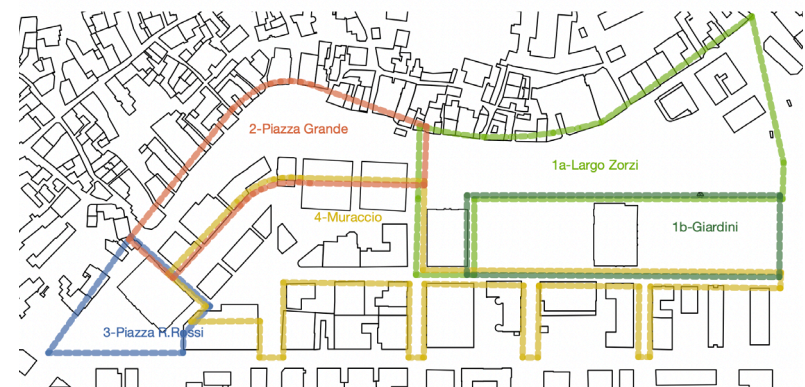 2-Piazza Grande
1a-Largo Zorzi
4-Muraccio
1b-Giardini
3-Piazza R.Rossi